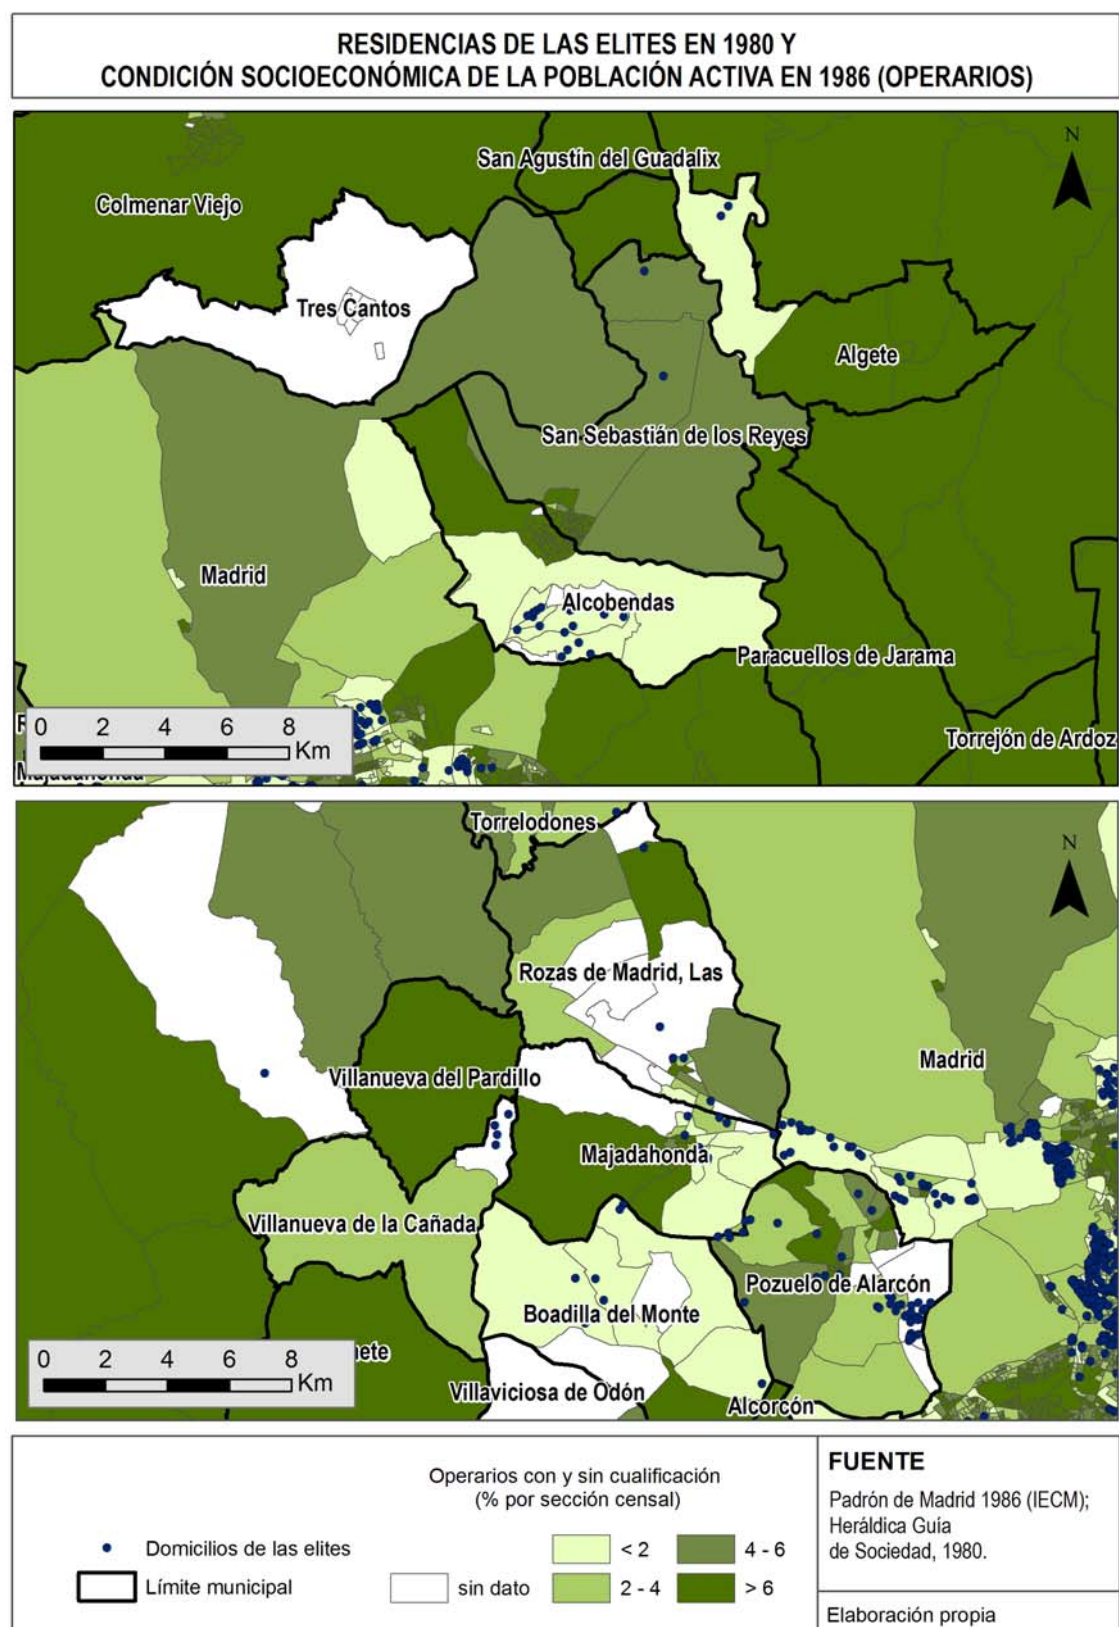 RESIDENCIAS DE LAS ELITES EN 1980 Y
CONDICIÓN SOCIOECONÓMICA DE LA POBLACIÓN ACTIVA EN 1986 (OPERARIOS)
N
San Agustín del Guadalix
Colmenar Viejo
Tres Cantos
Algete
San Sebastián de los Reyes
Madrid
Alcobendas
Paracuellos de Jarama
Torrejón de Ardoz
Majadahonda
0 2 4 6 8
Km
Torrelodones
N
Rozas de Madrid, Las
Madrid
Villanueva del Pardillo
Majadahonda
Villanueva de la Cañada
Pozuelo de Alarcón
Boadilla del Monte
Villaviciosa de Odón
Alcorcón
0 2 4 6 8
Km
Operarios con y sin cualificación
(% por sección censal)
Domicilios de las elites
Límite municipal
sin dato
< 2
2 - 4
4 - 6
> 6
FUENTE
Padrón de Madrid 1986 (IECM);
Heráldica Guía
de Sociedad, 1980.
Elaboración propia